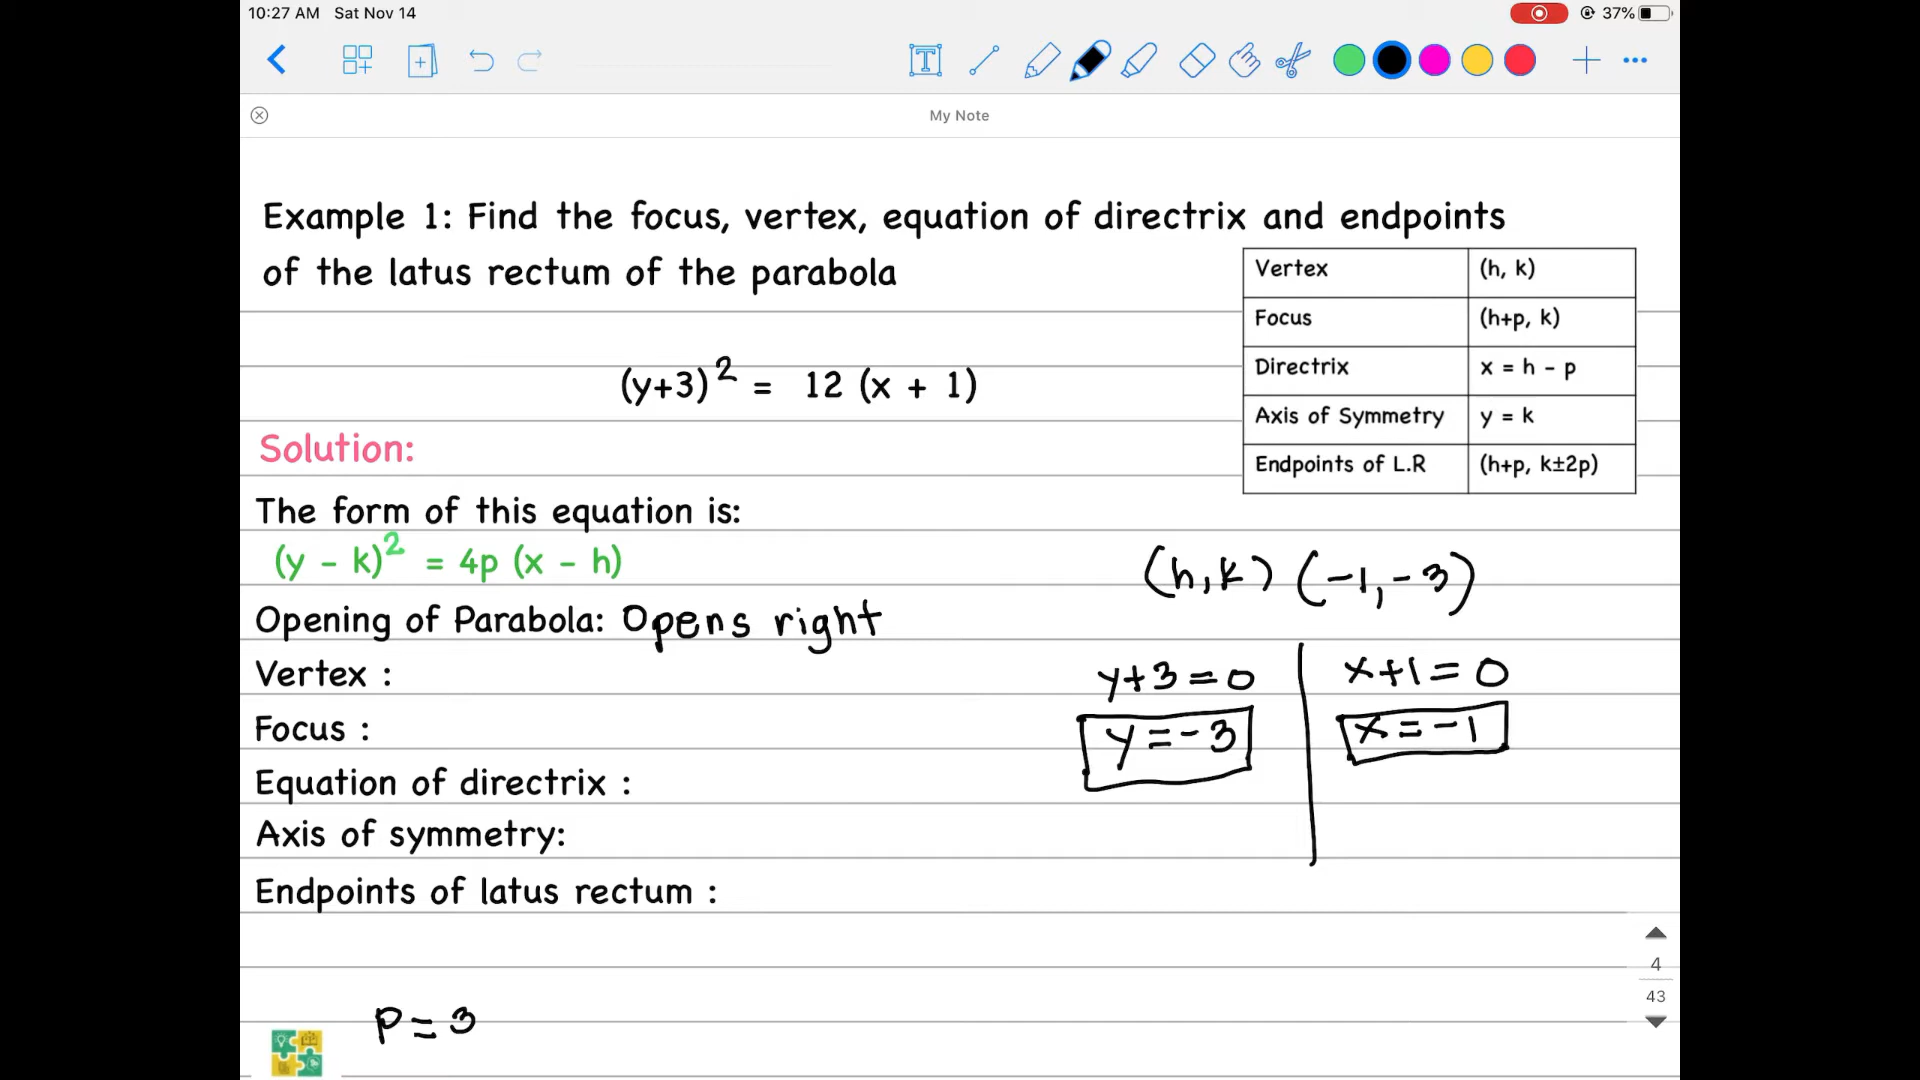 10:27 AM Sat Nov 14
37%
My Note
Example 1: Find the focus, vertex, equation of directrix and endpoints
of the latus rectum of the parabola
Vertex (h, k)
Focus (h+p, k)
Directrix x = h - p
Axis of Symmetry y = k
Endpoints of L.R (h+p, k±2p)
(y+3)² = 12 (x + 1)
Solution:
The form of this equation is:
(y - k)² = 4p (x - h)
(h, k) (-1, -3)
Opening of Parabola: Opens right
Vertex :
y+3=0
x+1=0
Focus :
y=-3
x=-1
Equation of directrix :
Axis of symmetry:
Endpoints of latus rectum :
4
43
P=3